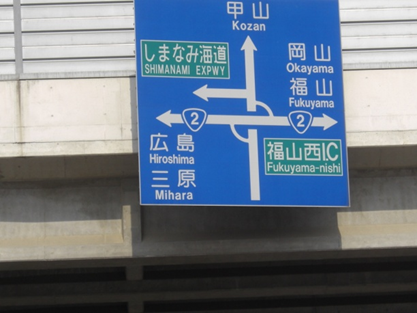 甲山
Kozan
しまなみ海道
SHIMANAMI EXPWY
岡山
Okayama
福山
Fukuyama
2
2
広島
Hiroshima
三原
Mihara
福山西I.C
Fukuyama-nishi